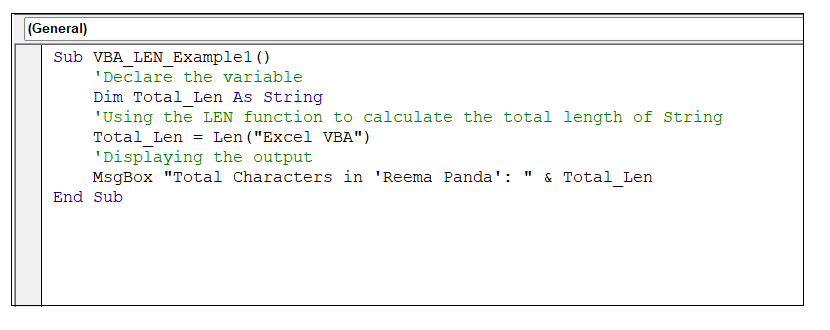 (General)
Sub VBA_LEN_Example1()
'Declare the variable
Dim Total_Len As String
'Using the LEN function to calculate the total length of String
Total_Len = Len("Excel VBA")
'Displaying the output
MsgBox "Total Characters in 'Reema Panda': " & Total_Len
End Sub